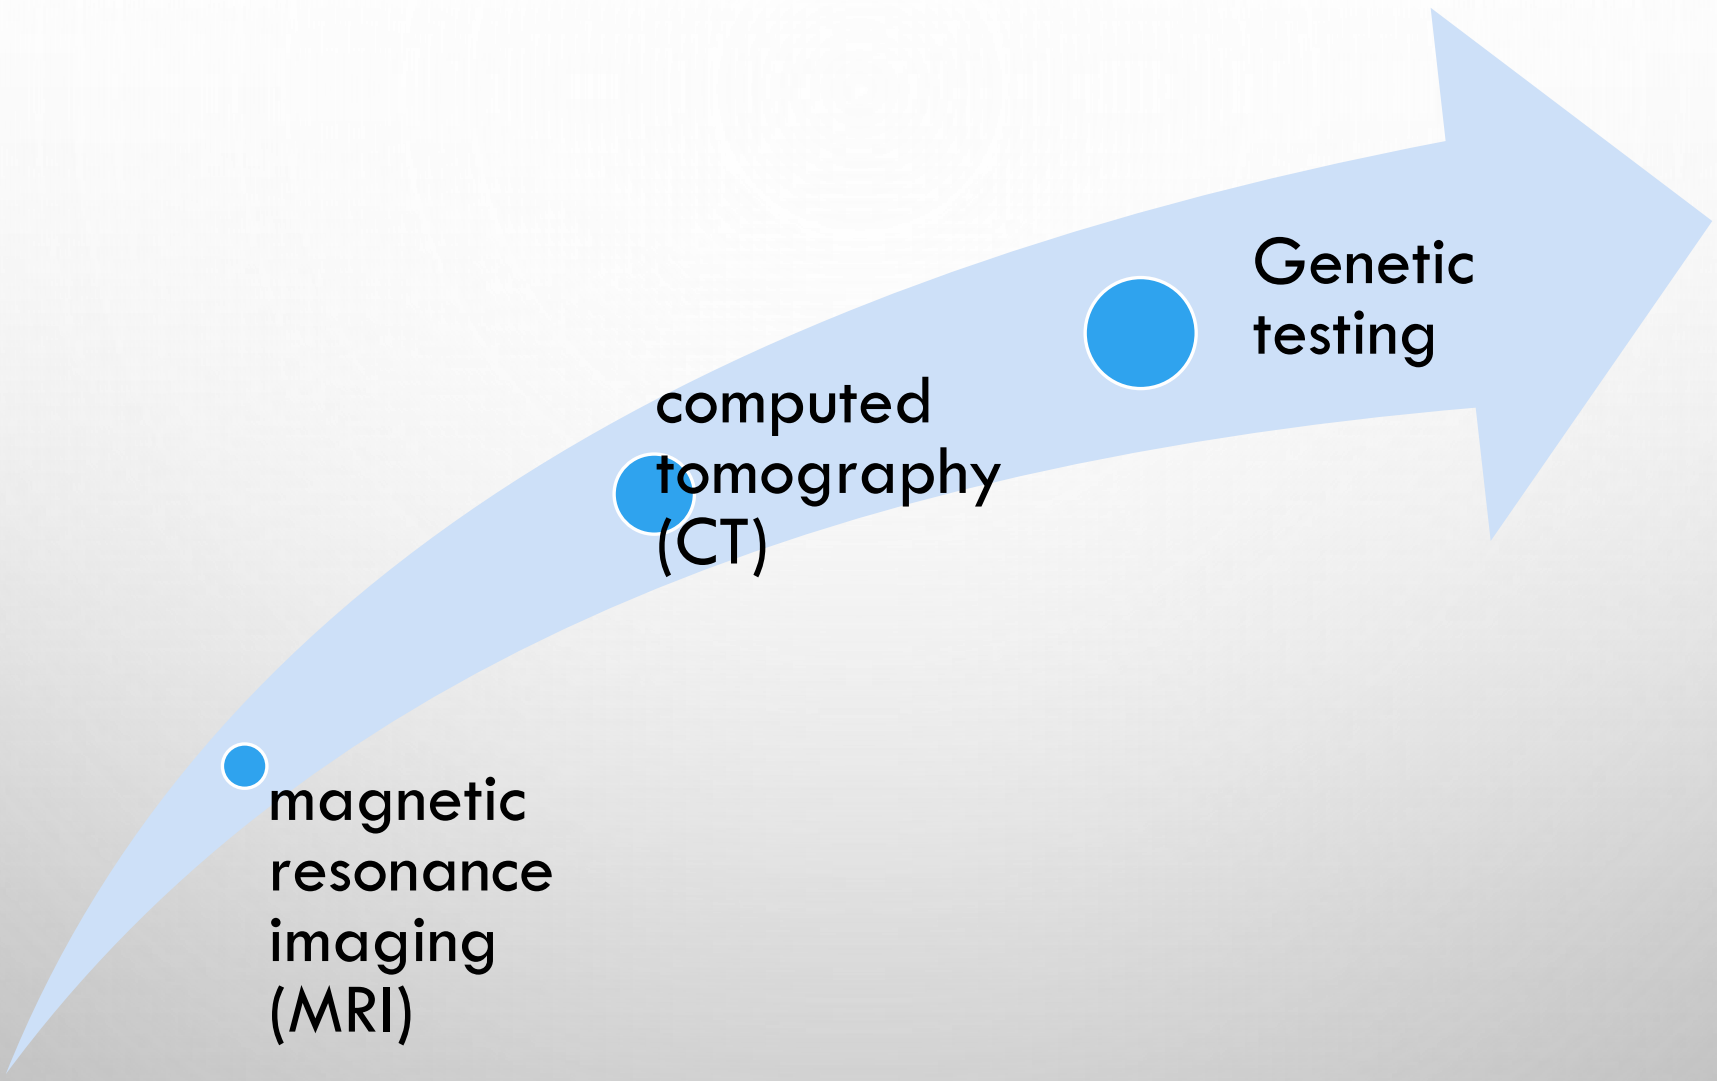 magnetic
resonance
imaging
(MRI)
computed
tomography
(CT)
Genetic
testing